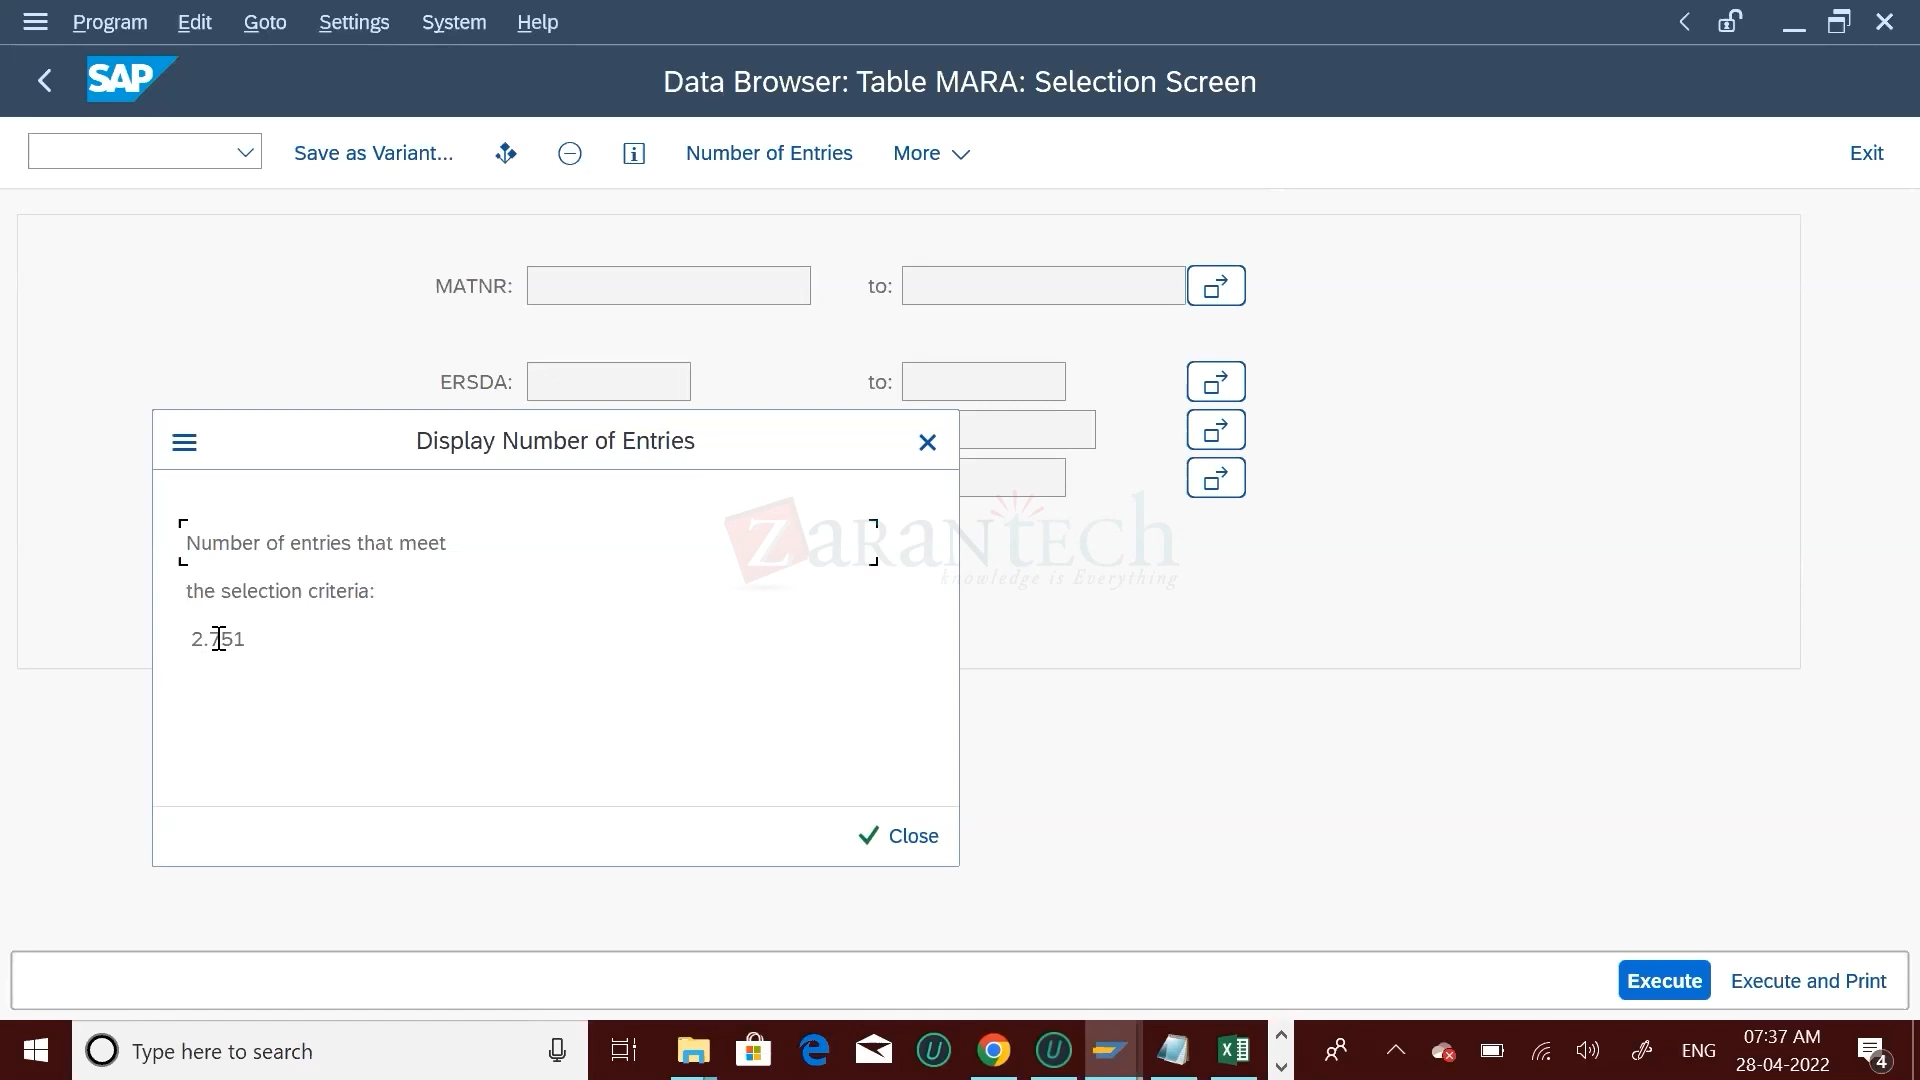 Program Edit Goto Settings System Help
SAP
Data Browser: Table MARA: Selection Screen
Save as Variant... Number of Entries More Exit
MATNR: to:
ERSDA: to:
Display Number of Entries
Number of entries that meet
the selection criteria:
2.751
zarantech
knowledge is Everything
Close
Execute Execute and Print
Type here to search
ENG
07:37 AM
28-04-2022
4